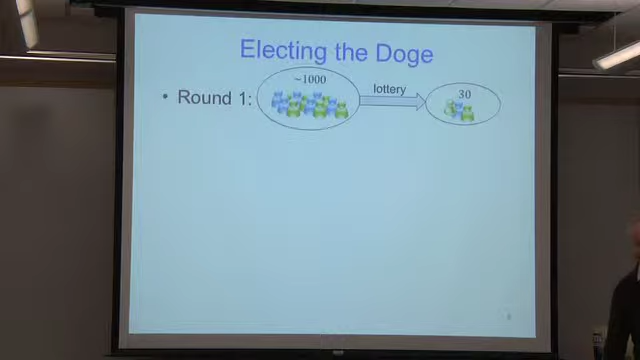 Electing the Doge
• Round 1:
~1000
lottery
30